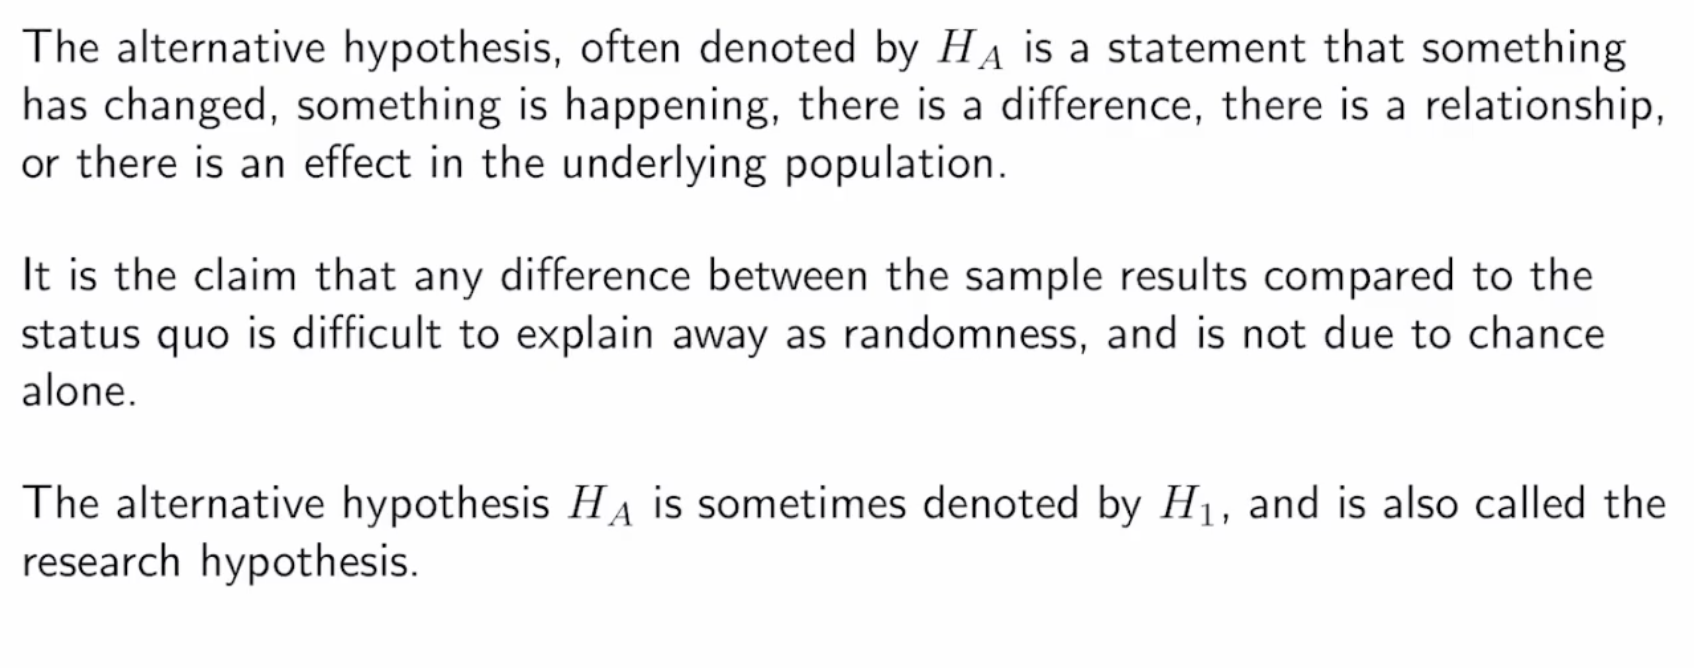 The alternative hypothesis, often denoted by H_A is a statement that something
has changed, something is happening, there is a difference, there is a relationship,
or there is an effect in the underlying population.
It is the claim that any difference between the sample results compared to the
status quo is difficult to explain away as randomness, and is not due to chance
alone.
The alternative hypothesis H_A is sometimes denoted by H_1, and is also called the
research hypothesis.